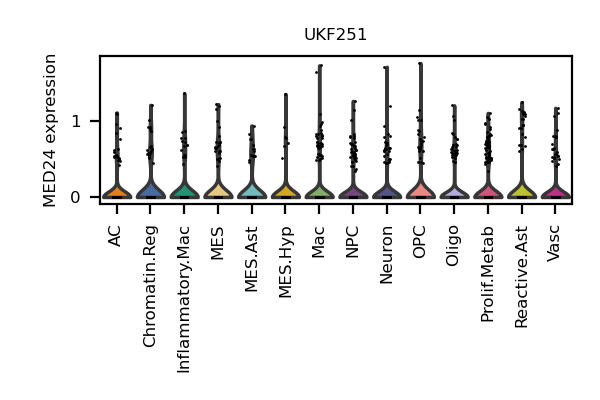 UKF251
MED24 expression
1
0
AC
Chromatin.Reg
Inflammatory.Mac
MES
MES.Ast
MES.Hyp
Mac
NPC
Neuron
OPC
Oligo
Prolif.Metab
Reactive.Ast
Vasc